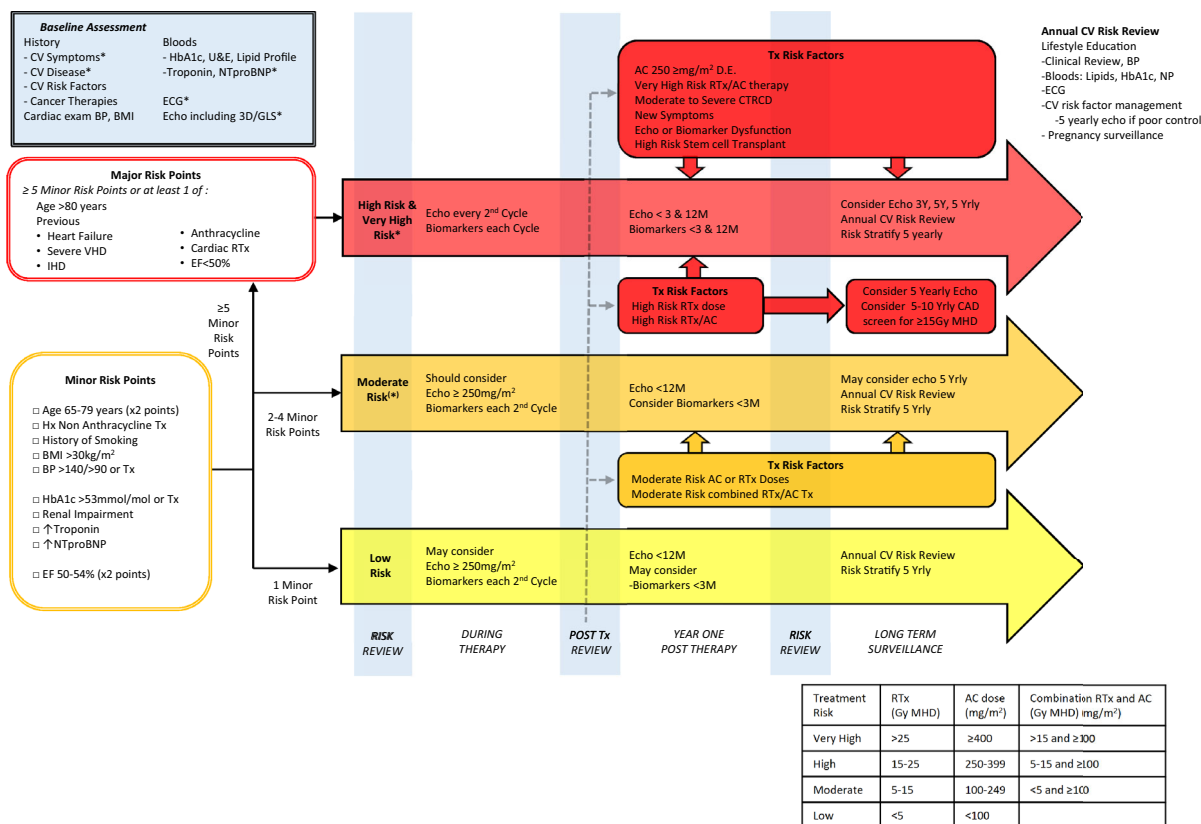 Baseline Assessment
History
- CV Symptoms*
- CV Disease*
- CV Risk Factors
- Cancer Therapies
Cardiac exam BP, BMI
Bloods
- HbA1c, U&E, Lipid Profile
-Troponin, NTproBNP*
ECG*
Echo including 3D/GLS*
Tx Risk Factors
AC 250 ≥mg/m² D.E.
Very High Risk RTx/AC therapy
Moderate to Severe CTRCD
New Symptoms
Echo or Biomarker Dysfunction
High Risk Stem cell Transplant
Annual CV Risk Review
Lifestyle Education
-Clinical Review, BP
-Bloods: Lipids, HbA1c, NP
-ECG
-CV risk factor management
-5 yearly echo if poor control
- Pregnancy surveillance
Major Risk Points
≥ 5 Minor Risk Points or at least 1 of :
Age >80 years
Previous
• Heart Failure
• Severe VHD
• IHD
• Anthracycline
• Cardiac RTx
• EF<50%
High Risk &
Very High
Risk*
Echo every 2nd Cycle
Biomarkers each Cycle
Echo < 3 & 12M
Biomarkers <3 & 12M
Consider Echo 3Y, 5Y, 5 Yrly
Annual CV Risk Review
Risk Stratify 5 yearly
≥5
Minor
Risk
Points
Tx Risk Factors
High Risk RTx dose
High Risk RTx/AC
Consider 5 Yearly Echo
Consider 5-10 Yrly CAD
screen for ≥15Gy MHD
Minor Risk Points
□ Age 65-79 years (x2 points)
□ Hx Non Anthracycline Tx
□ History of Smoking
□ BMI >30kg/m²
□ BP >140/>90 or Tx
□ HbA1c >53mmol/mol or Tx
□ Renal Impairment
□ ↑Troponin
□ ↑NTproBNP
□ EF 50-54% (x2 points)
2-4 Minor
Risk Points
Moderate
Risk(*)
Should consider
Echo ≥ 250mg/m²
Biomarkers each 2nd Cycle
Echo <12M
Consider Biomarkers <3M
May consider echo 5 Yrly
Annual CV Risk Review
Risk Stratify 5 Yrly
Tx Risk Factors
Moderate Risk AC or RTx Doses
Moderate Risk combined RTx/AC Tx
1 Minor
Risk Point
Low
Risk
May consider
Echo ≥ 250mg/m²
Biomarkers each 2nd Cycle
Echo <12M
May consider
-Biomarkers <3M
Annual CV Risk Review
Risk Stratify 5 Yrly
RISK
REVIEW
DURING
THERAPY
POST Tx
REVIEW
YEAR ONE
POST THERAPY
RISK
REVIEW
LONG TERM
SURVEILLANCE
Treatment
Risk
RTx
(Gy MHD)
AC dose
(mg/m²)
Combination RTx and AC
(Gy MHD) mg/m²)
Very High >25 ≥400 >15 and ≥100
High 15-25 250-399 5-15 and ≥100
Moderate 5-15 100-249 <5 and ≥100
Low <5 <100